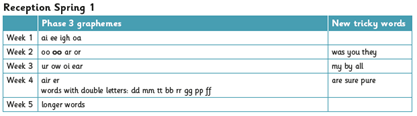 Reception Spring 1
Phase 3 graphemes New tricky words
Week 1 ai ee igh oa
Week 2 oo oo ar or was you they
Week 3 ur ow oi ear my by all
Week 4 air er are sure pure
words with double letters: dd mm tt bb rr gg pp ff
Week 5 longer words